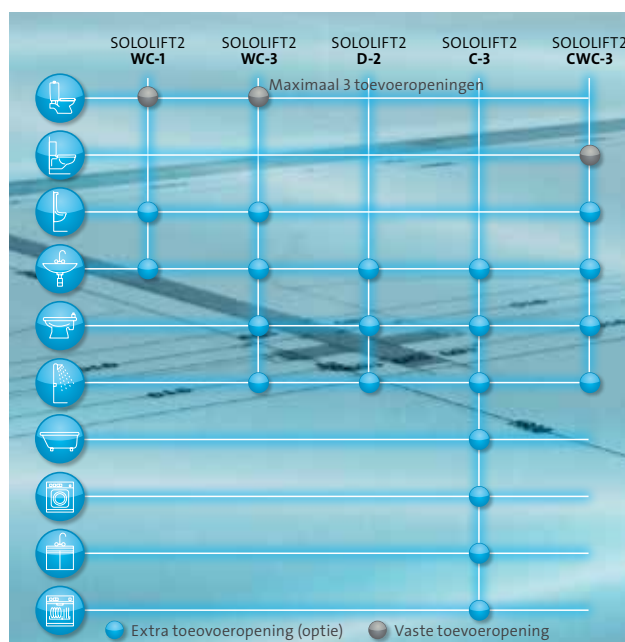 SOLOLIFT2 SOLOLIFT2 SOLOLIFT2 SOLOLIFT2 SOLOLIFT2
WC-1 WC-3 D-2 C-3 CWC-3
Maximaal 3 toevoeropeningen
Extra toeovoeropening (optie) Vaste toevoeropening